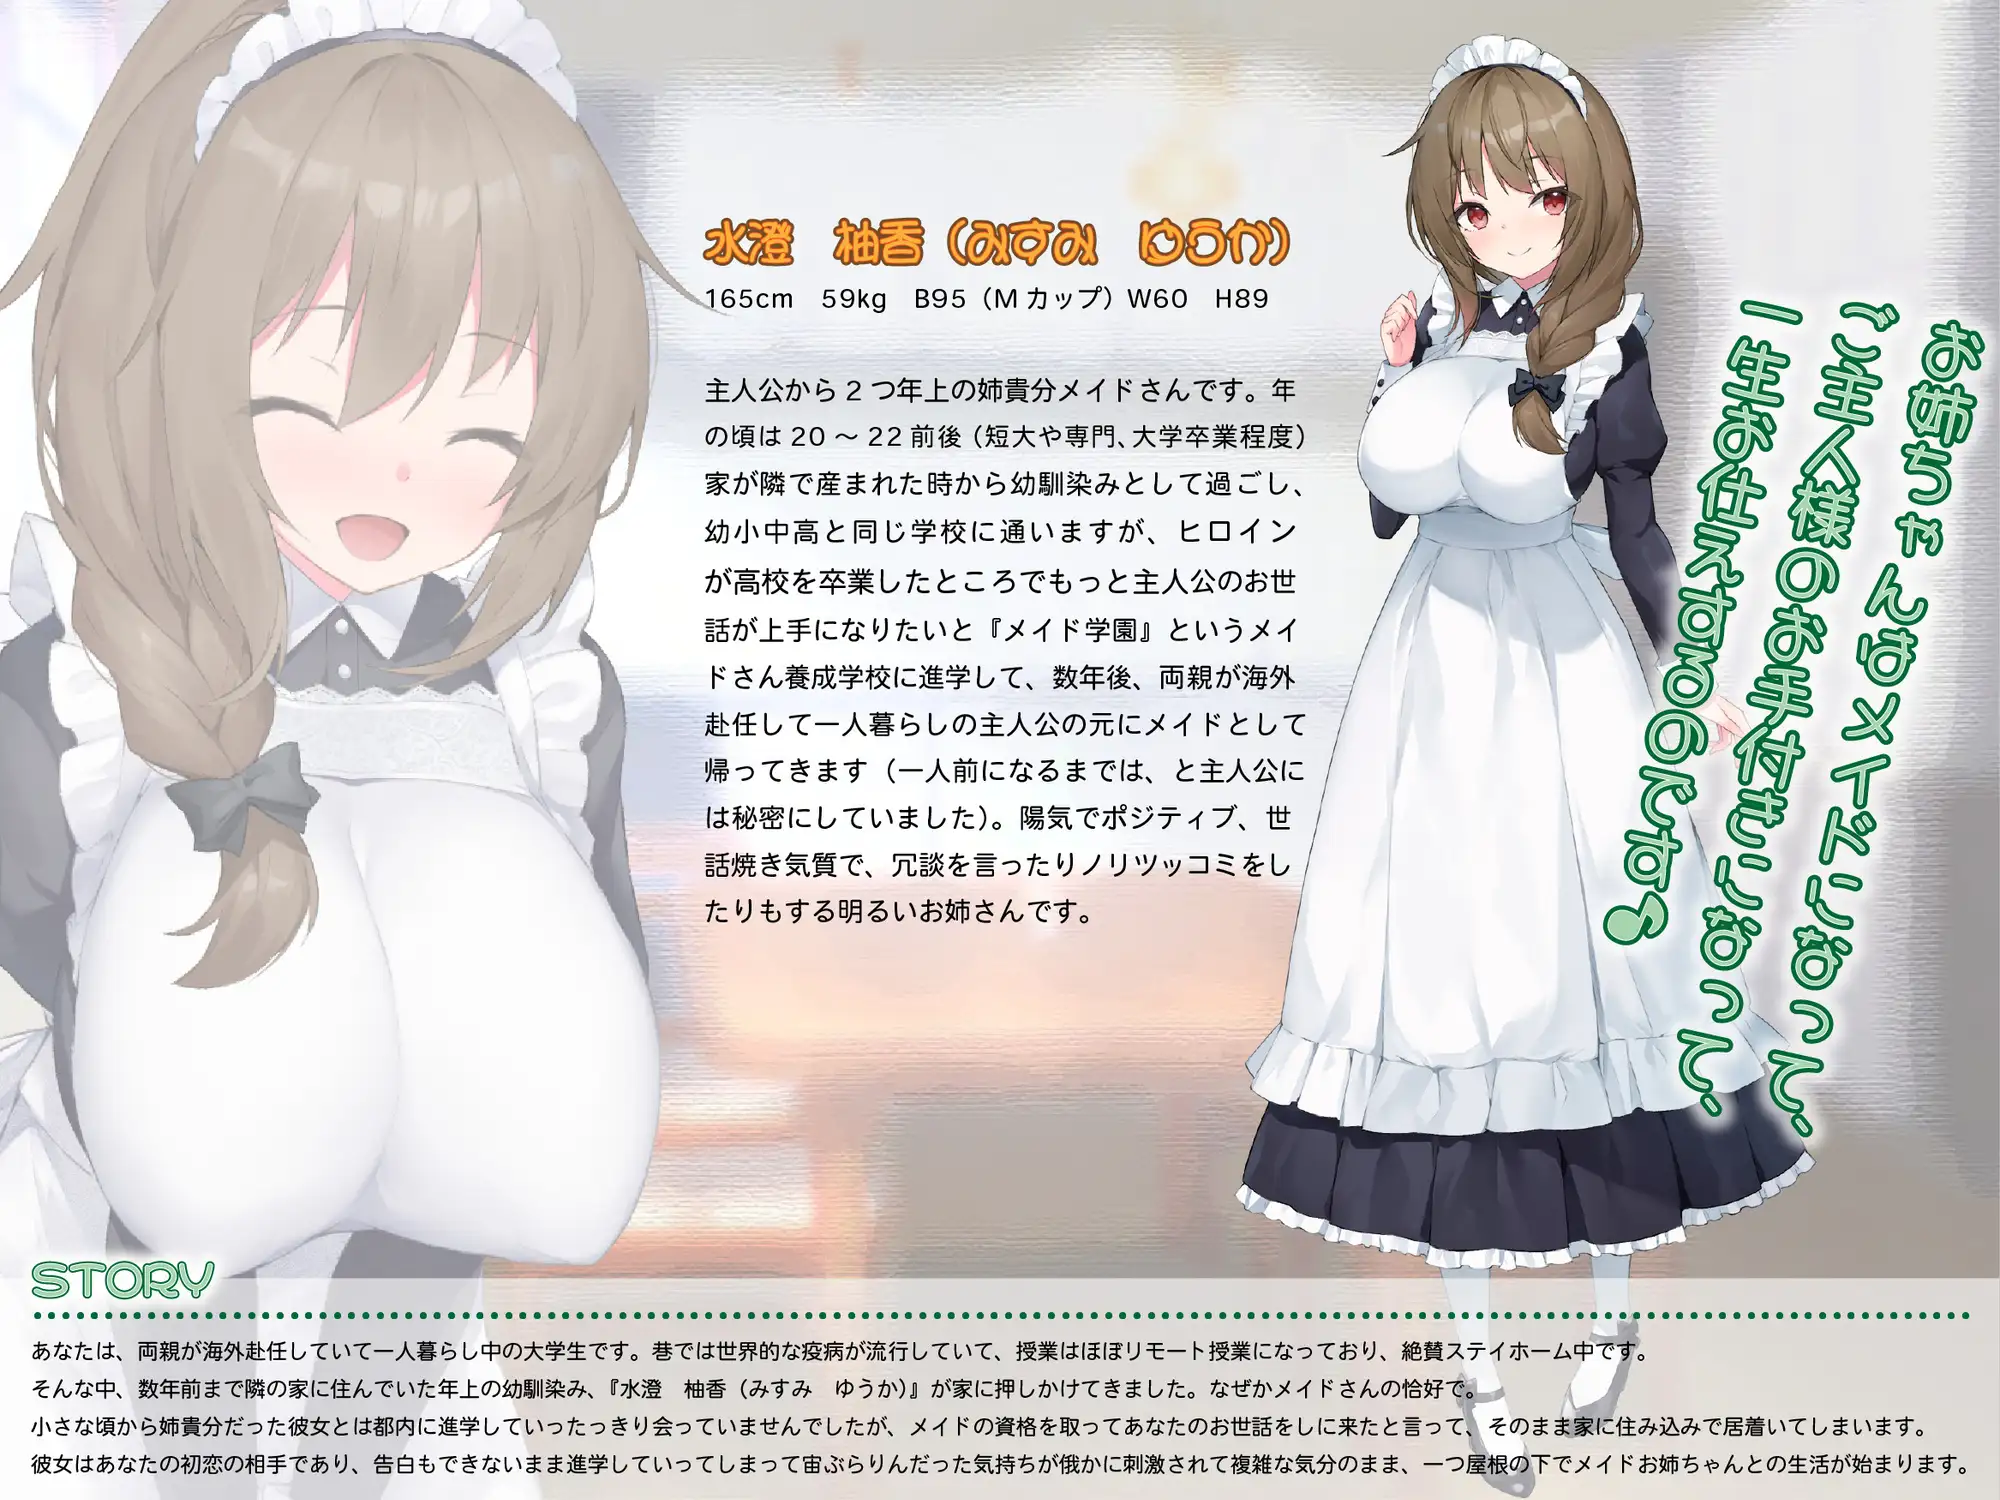 水澄　柚香（みすみ　ゆうか）
165cm　59kg　B95（Mカップ）W60　H89
主人公から2つ年上の姉貴分メイドさんです。年
の頃は20～22前後（短大や専門、大学卒業程度）
家が隣で産まれた時から幼馴染みとして過ごし、
幼小中高と同じ学校に通いますが、ヒロイン
が高校を卒業したところでもっと主人公のお世
話が上手になりたいと『メイド学園』というメイ
ドさん養成学校に進学して、数年後、両親が海外
赴任して一人暮らしの主人公の元にメイドとして
帰ってきます（一人前になるまでは、と主人公に
は秘密にしていました）。陽気でポジティブ、世
話焼き気質で、冗談を言ったりノリツッコミをし
たりもする明るいお姉さんです。
お姉ちゃんはメイドになって、
ご主人様のお手付きになって、
一生お仕えするのです♪
STORY
あなたは、両親が海外赴任していて一人暮らし中の大学生です。巷では世界的な疫病が流行していて、授業はほぼリモート授業になっており、絶賛ステイホーム中です。
そんな中、数年前まで隣の家に住んでいた年上の幼馴染み、『水澄　柚香（みすみ　ゆうか）』が家に押しかけてきました。なぜかメイドさんの恰好で。
小さな頃から姉貴分だった彼女とは都内に進学していったっきり会っていませんでしたが、メイドの資格を取ってあなたのお世話をしに来たと言って、そのまま家に住み込みで居着いてしまいます。
彼女はあなたの初恋の相手であり、告白もできないまま進学していってしまって宙ぶらりんだった気持ちが俄かに刺激されて複雑な気分のまま、一つ屋根の下でメイドお姉ちゃんとの生活が始まります。